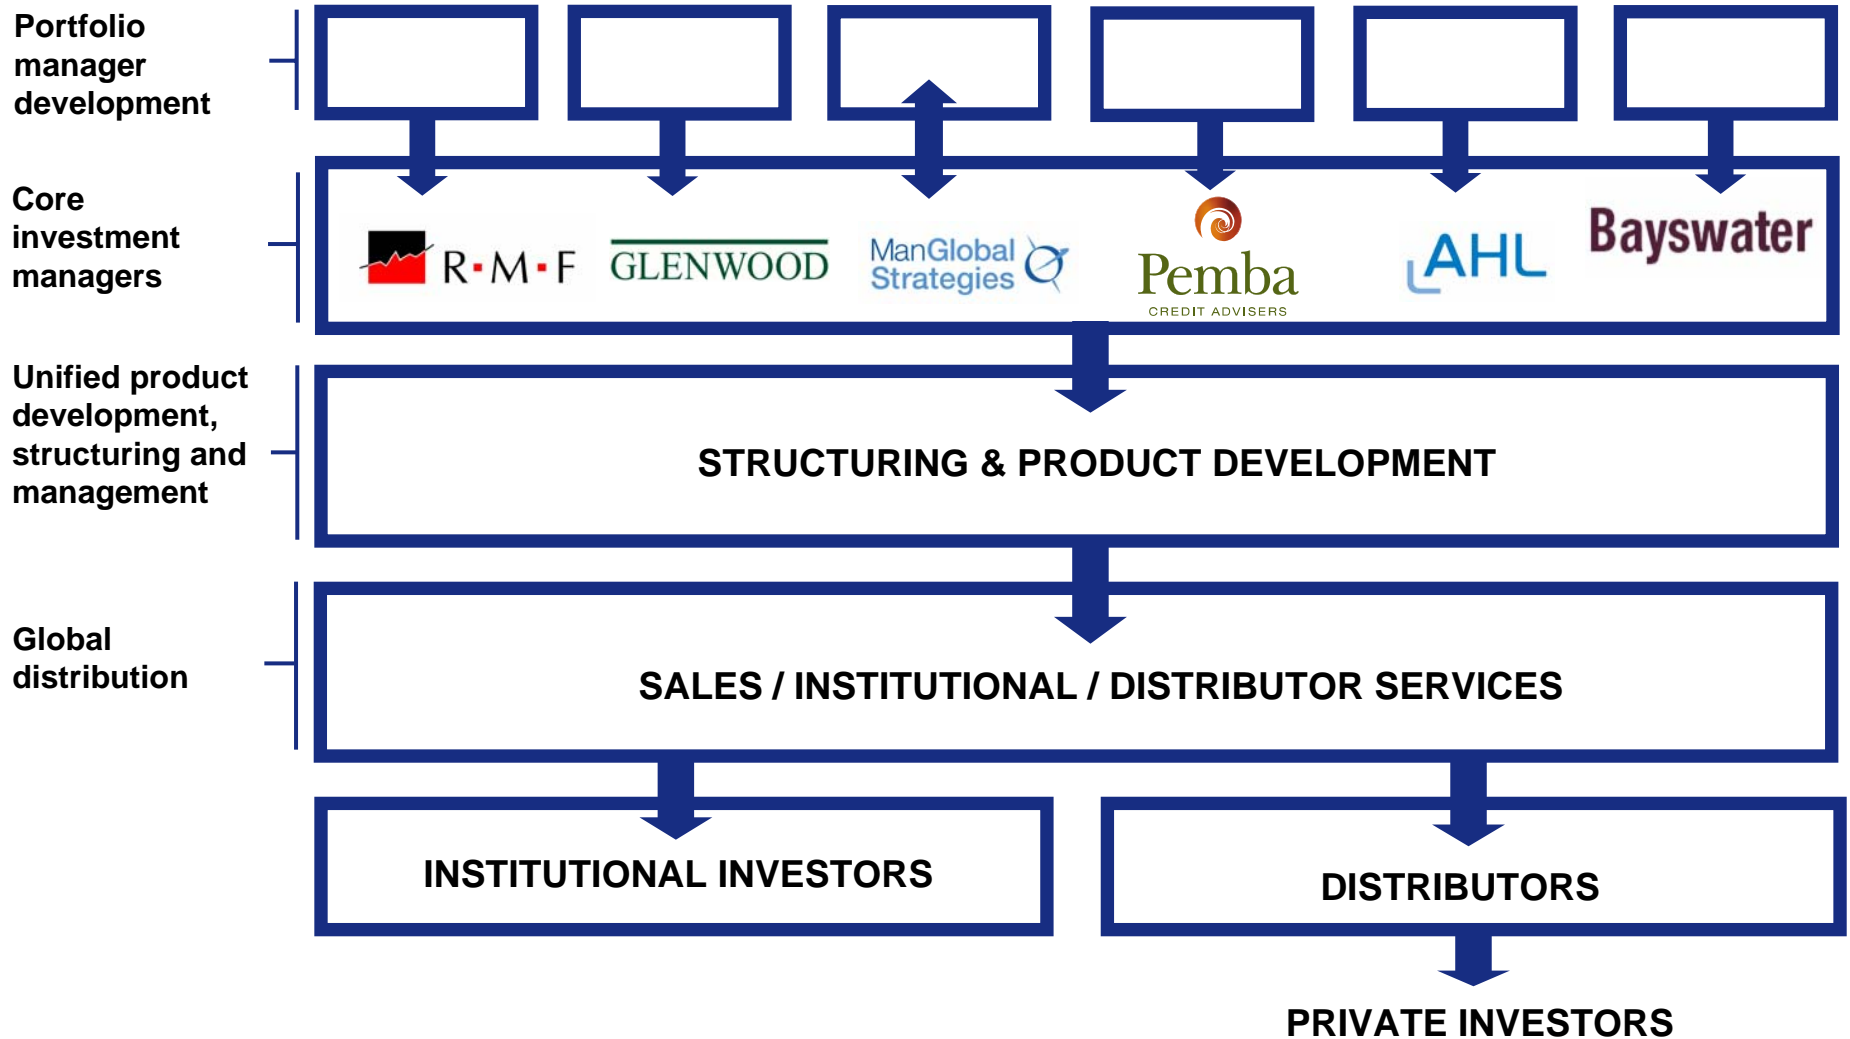 Portfolio
manager
development
Core
investment
managers
R·M·F
GLENWOOD
ManGlobal
Strategies
Pemba
CREDIT ADVISERS
AHL
Bayswater
Unified product
development,
structuring and
management
STRUCTURING & PRODUCT DEVELOPMENT
Global
distribution
SALES / INSTITUTIONAL / DISTRIBUTOR SERVICES
INSTITUTIONAL INVESTORS
DISTRIBUTORS
PRIVATE INVESTORS